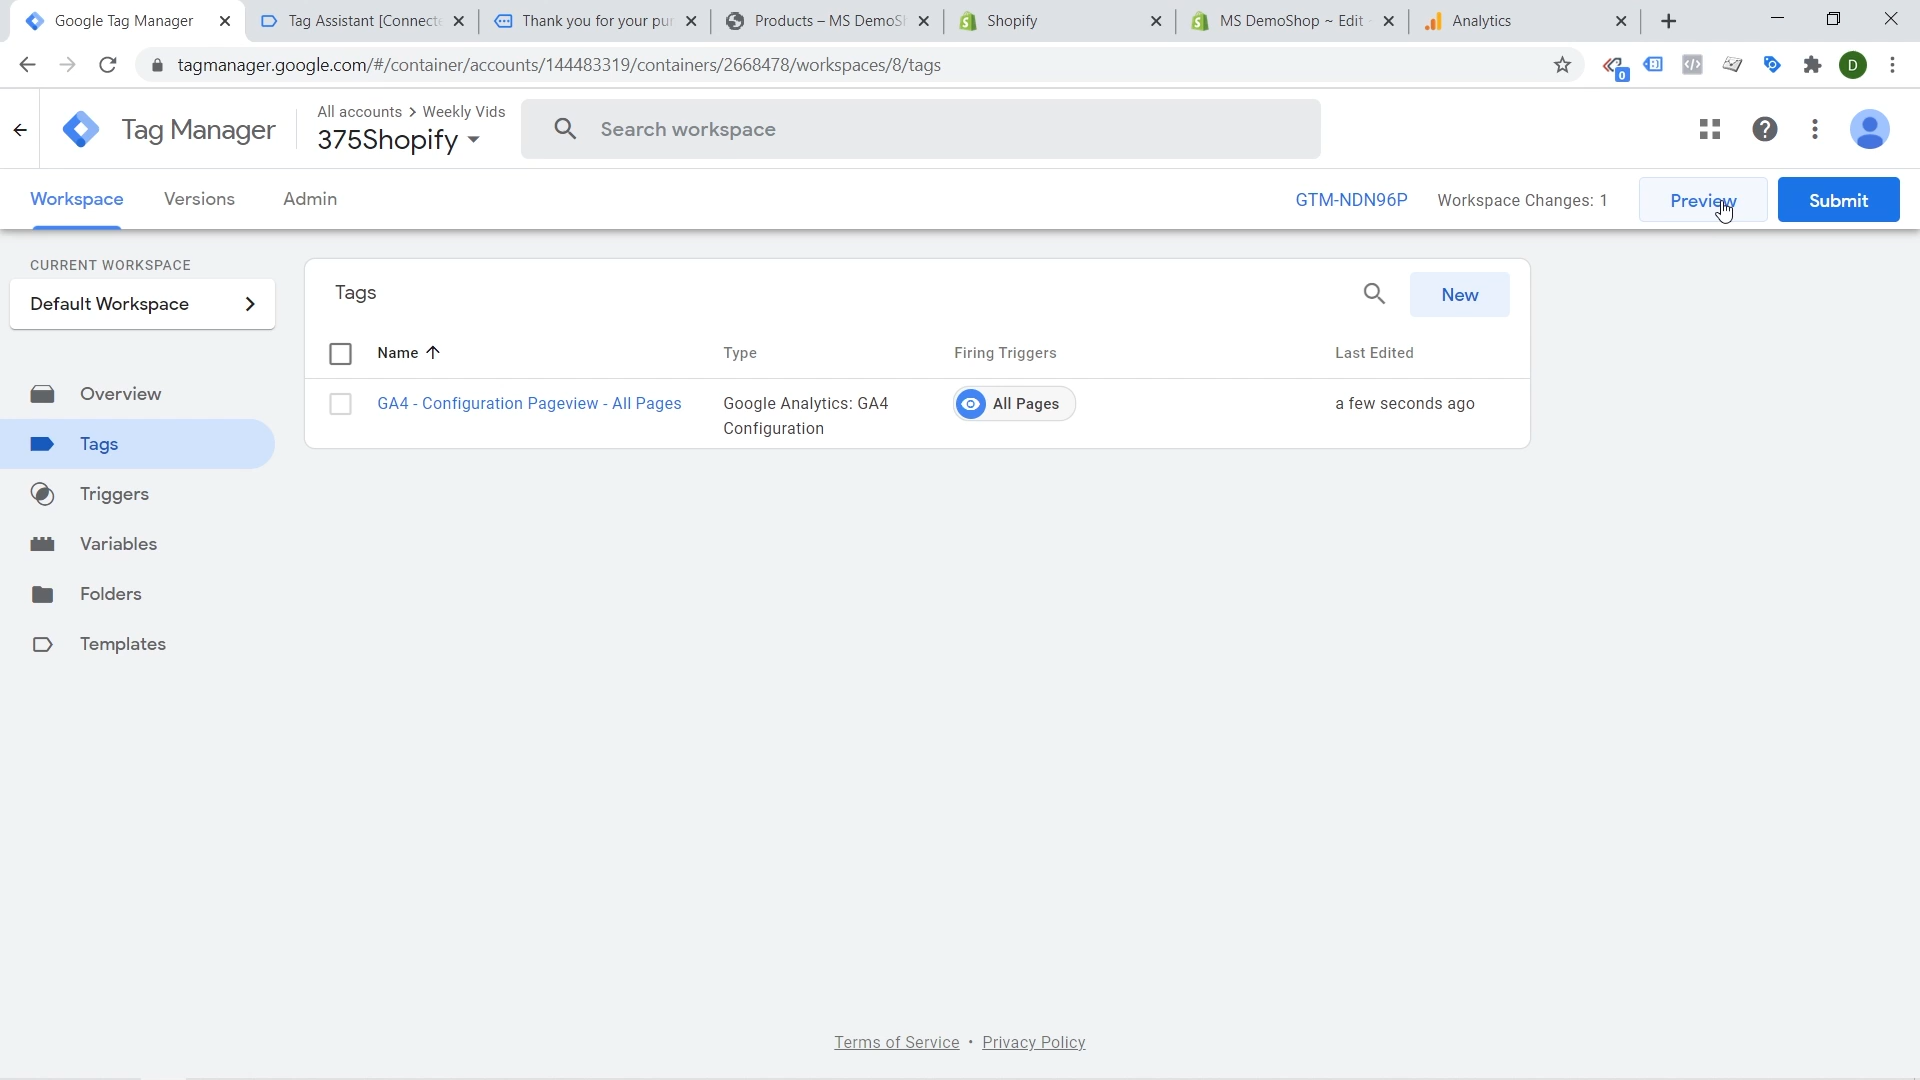 Google Tag Manager
Tag Assistant [Connecte
Thank you for your pur
Products – MS DemoSh
Shopify
MS DemoShop ~ Edit
Analytics
tagmanager.google.com/#/container/accounts/144483319/containers/2668478/workspaces/8/tags
0
D
Tag Manager
All accounts > Weekly Vids
375Shopify
Search workspace
Workspace
Versions
Admin
GTM-NDN96P
Workspace Changes: 1
Preview
Submit
CURRENT WORKSPACE
Default Workspace
Overview
Tags
Triggers
Variables
Folders
Templates
Tags
New
Name
Type
Firing Triggers
Last Edited
GA4 - Configuration Pageview - All Pages
Google Analytics: GA4
Configuration
All Pages
a few seconds ago
Terms of Service • Privacy Policy